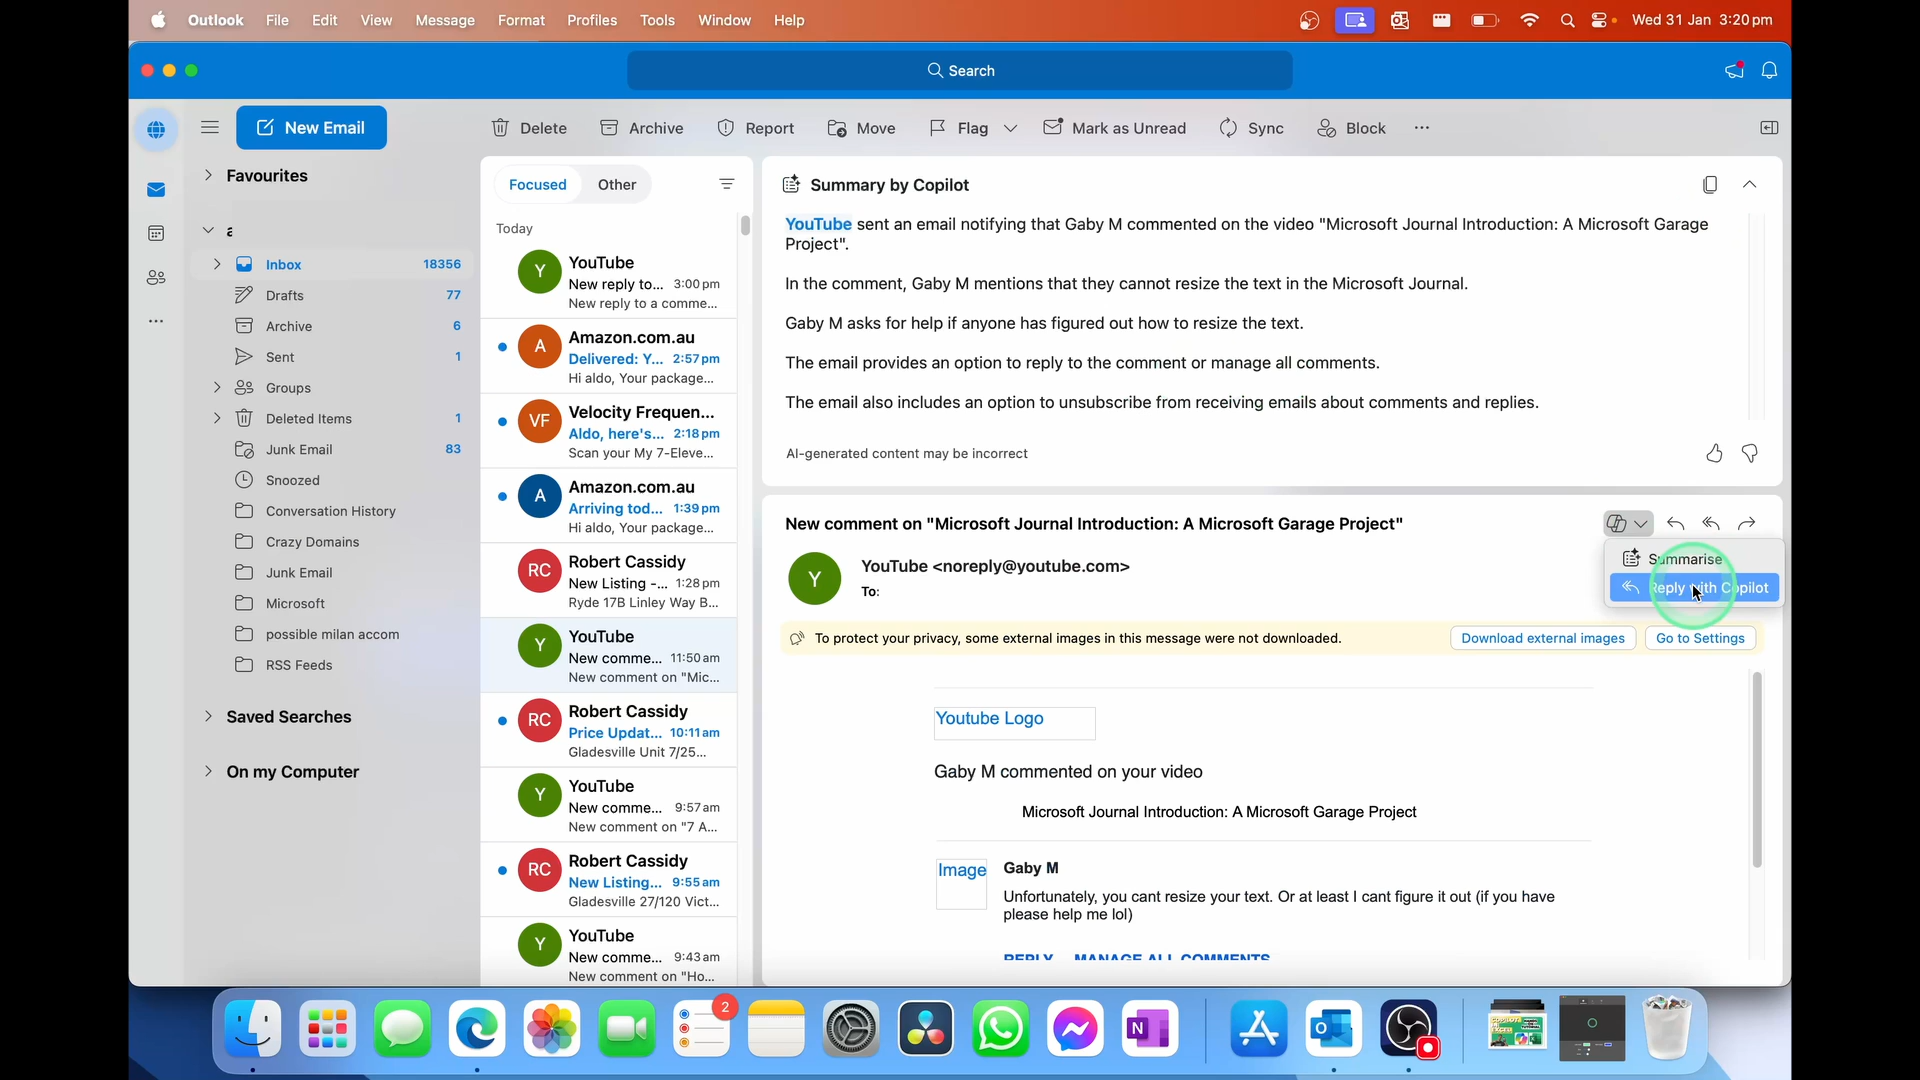 Outlook File Edit View Message Format Profiles Tools Window Help Wed 31 Jan 3:20 pm
Search
New Email
Delete Archive Report Move Flag Mark as Unread Sync Block
Favourites
a
Inbox 18356
Drafts 77
Archive 6
Sent 1
Groups
Deleted Items 1
Junk Email 83
Snoozed
Conversation History
Crazy Domains
Junk Email
Microsoft
possible milan accom
RSS Feeds
Saved Searches
On my Computer
Focused Other
Today
Y
YouTube
New reply to... 3:00 pm
New reply to a comme...
A
Amazon.com.au
Delivered: Y... 2:57 pm
Hi aldo, Your package...
VF
Velocity Frequen...
Aldo, here's... 2:18 pm
Scan your My 7-Eleve...
A
Amazon.com.au
Arriving tod... 1:39 pm
Hi aldo, Your package...
RC
Robert Cassidy
New Listing -... 1:28 pm
Ryde 17B Linley Way B...
Y
YouTube
New comme... 11:50 am
New comment on "Mic...
RC
Robert Cassidy
Price Updat... 10:11 am
Gladesville Unit 7/25...
Y
YouTube
New comme... 9:57 am
New comment on "7 A...
RC
Robert Cassidy
New Listing... 9:55 am
Gladesville 27/120 Vict...
Y
YouTube
New comme... 9:43 am
New comment on "Ho...
Summary by Copilot
YouTube sent an email notifying that Gaby M commented on the video "Microsoft Journal Introduction: A Microsoft Garage
Project".
In the comment, Gaby M mentions that they cannot resize the text in the Microsoft Journal.
Gaby M asks for help if anyone has figured out how to resize the text.
The email provides an option to reply to the comment or manage all comments.
The email also includes an option to unsubscribe from receiving emails about comments and replies.
AI-generated content may be incorrect
New comment on "Microsoft Journal Introduction: A Microsoft Garage Project"
Summarise
Reply with Copilot
Y
YouTube <noreply@youtube.com>
To:
To protect your privacy, some external images in this message were not downloaded. Download external images Go to Settings
Youtube Logo
Gaby M commented on your video
Microsoft Journal Introduction: A Microsoft Garage Project
Image
Gaby M
Unfortunately, you cant resize your text. Or at least I cant figure it out (if you have
please help me lol)
REPLY MANAGE ALL COMMENTS
2
N
O